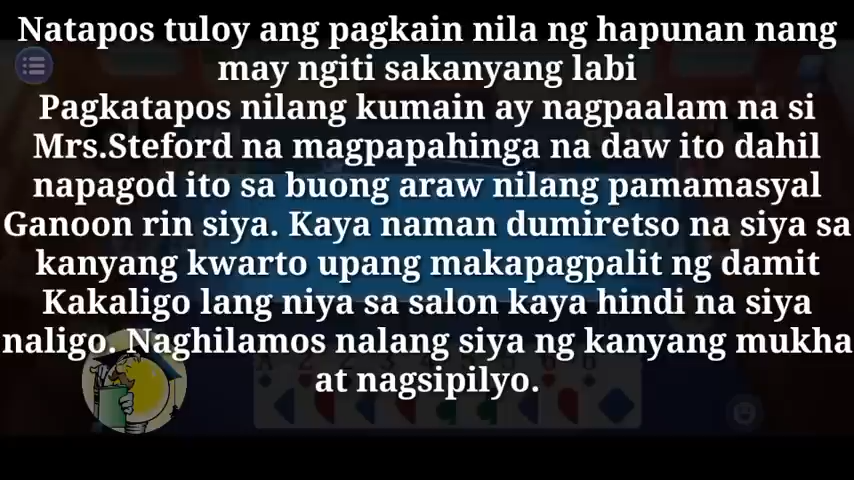 Natapos tuloy ang pagkain nila ng hapunan nang
may ngiti sakanyang labi
Pagkatapos nilang kumain ay nagpaalam na si
Mrs.Steford na magpapahinga na daw ito dahil
napagod ito sa buong araw nilang pamamasyal
Ganoon rin siya. Kaya naman dumiretso na siya sa
kanyang kwarto upang makapagpalit ng damit
Kakaligo lang niya sa salon kaya hindi na siya
naligo. Naghilamos nalang siya ng kanyang mukha
at nagsipilyo.